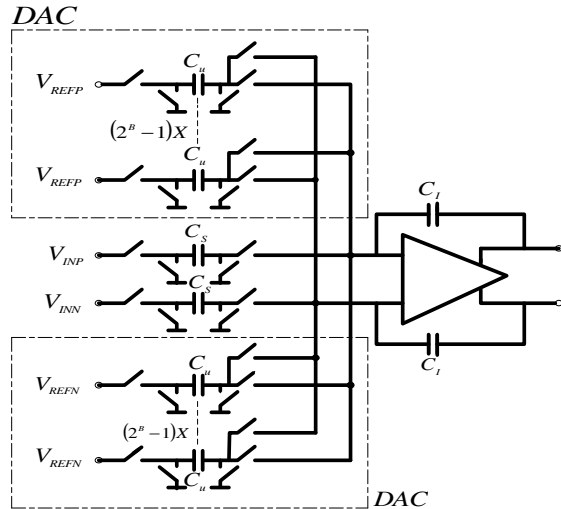 DAC
C_u
V_REFP
(2^B −1)X
C_u
V_REFP
C_I
C_S
V_INP
C_S
V_INN
C_I
C_u
V_REFN
(2^B −1)X
V_REFN
C_u
DAC